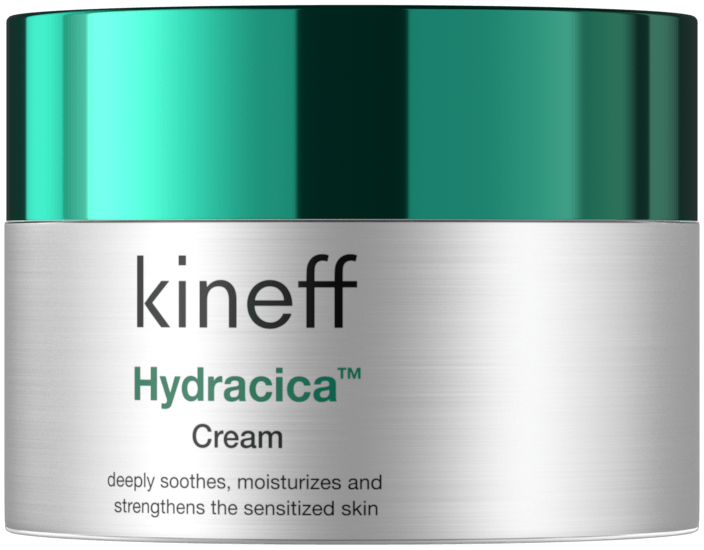 kineff
Hydracica™
Cream
deeply soothes, moisturizes and
strengthens the sensitized skin